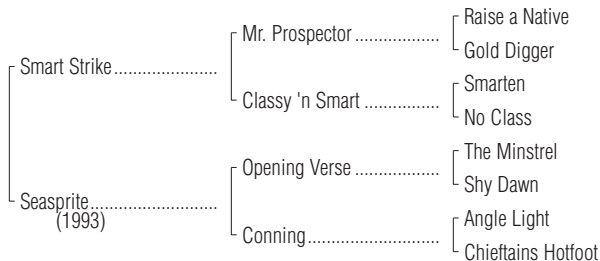 Raise a Native
Mr. Prospector ..................
Gold Digger
Smart Strike......................
Smarten
Classy 'n Smart ................
No Class
The Minstrel
Opening Verse ..................
Shy Dawn
Seasprite...........................
(1993)
Angle Light
Conning............................
Chieftains Hotfoot